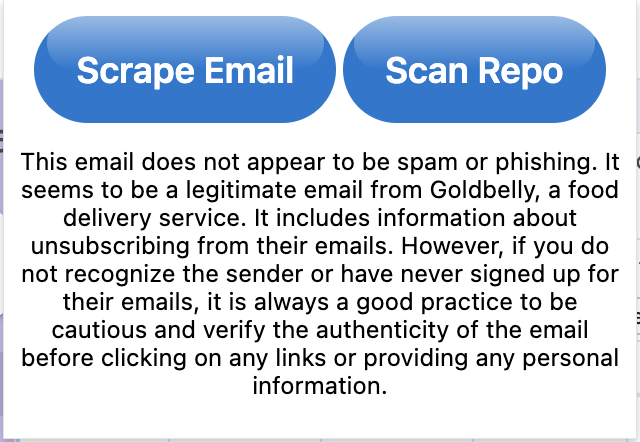 Scrape Email Scan Repo
This email does not appear to be spam or phishing. It
seems to be a legitimate email from Goldbelly, a food
delivery service. It includes information about
unsubscribing from their emails. However, if you do
not recognize the sender or have never signed up for
their emails, it is always a good practice to be
cautious and verify the authenticity of the email
before clicking on any links or providing any personal
information.